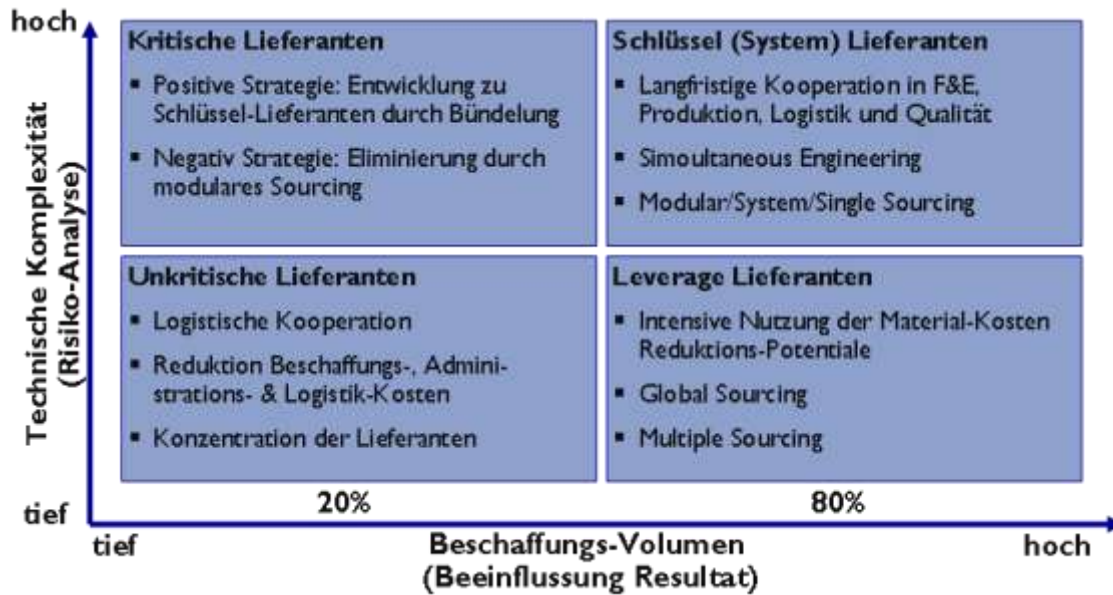 hoch
Technische Komplexität
(Risiko-Analyse)
tief
Kritische Lieferanten
▪ Positive Strategie: Entwicklung zu
Schlüssel-Lieferanten durch Bündelung
▪ Negativ Strategie: Eliminierung durch
modulares Sourcing
Schlüssel (System) Lieferanten
▪ Langfristige Kooperation in F&E,
Produktion, Logistik und Qualität
▪ Simoultaneous Engineering
▪ Modular/System/Single Sourcing
Unkritische Lieferanten
▪ Logistische Kooperation
▪ Reduktion Beschaffungs-, Admini-
strations- & Logistik-Kosten
▪ Konzentration der Lieferanten
Leverage Lieferanten
▪ Intensive Nutzung der Material-Kosten
Reduktions-Potentiale
▪ Global Sourcing
▪ Multiple Sourcing
20%
80%
tief
Beschaffungs-Volumen
(Beeinflussung Resultat)
hoch